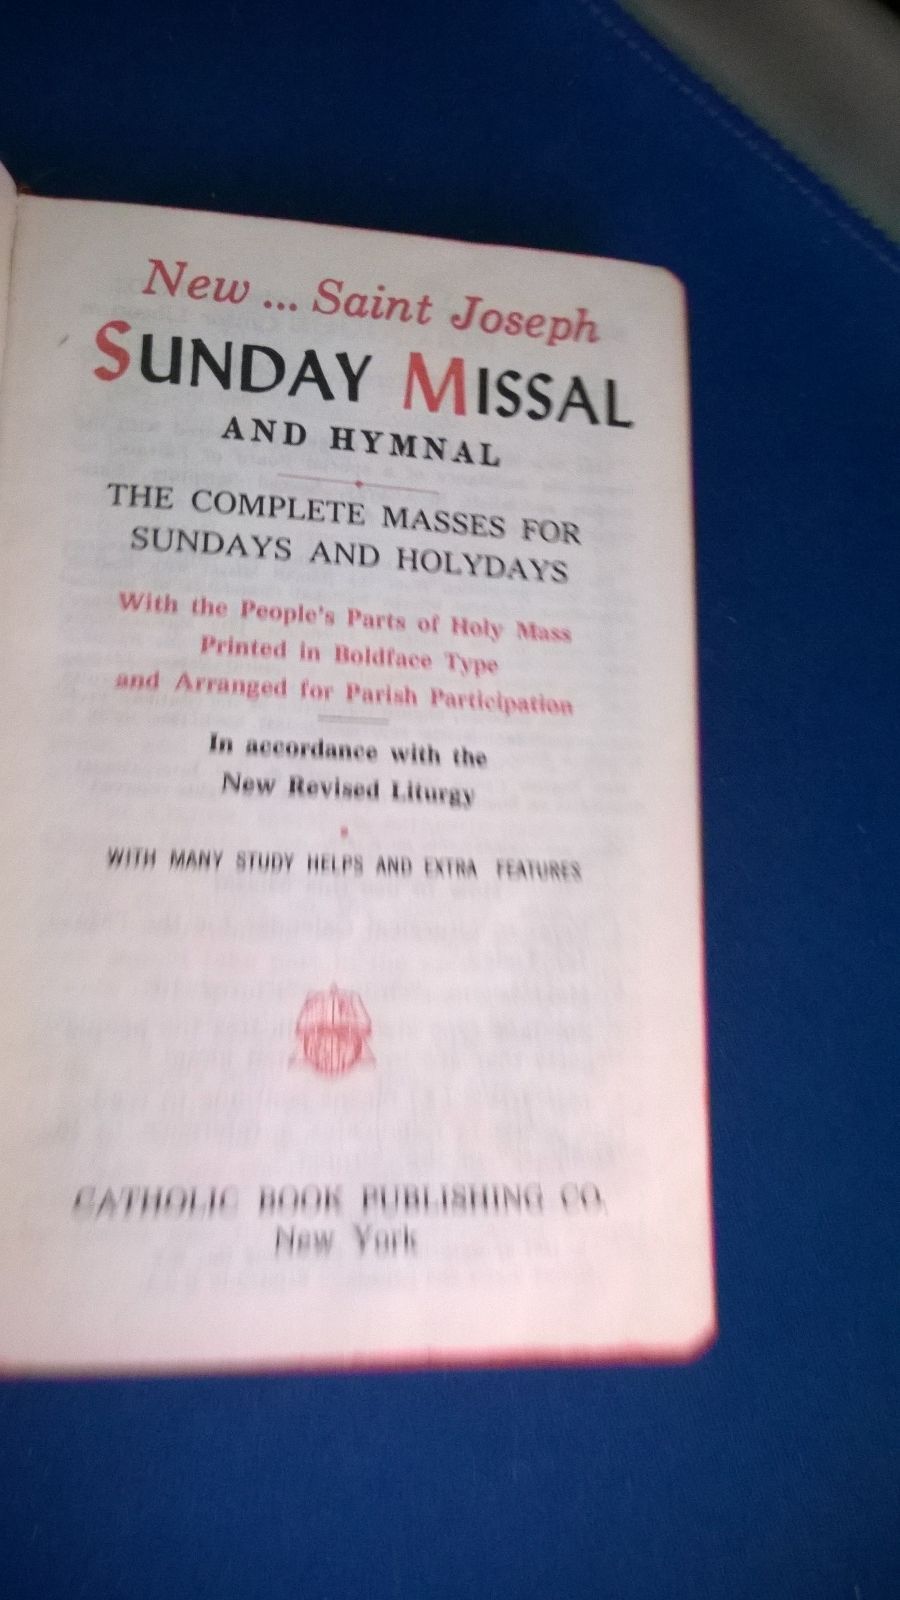 New ... Saint Joseph
SUNDAY MISSAL
AND HYMNAL
THE COMPLETE MASSES FOR
SUNDAYS AND HOLYDAYS
With the People's Parts of Holy Mass
Printed in Boldface Type
and Arranged for Parish Participation
In accordance with the
New Revised Liturgy
WITH MANY STUDY HELPS AND EXTRA FEATURES
CATHOLIC BOOK PUBLISHING CO.
New York